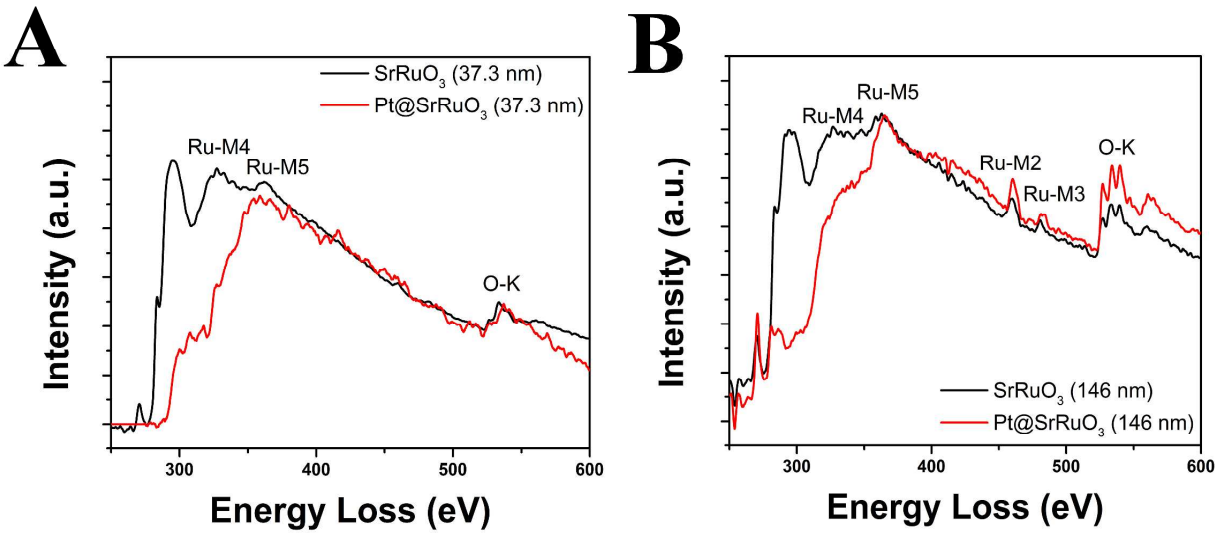 A
SrRuO₃ (37.3 nm)
Pt@SrRuO₃ (37.3 nm)
Ru-M4
Ru-M5
O-K
Intensity (a.u.)
300
400
500
600
Energy Loss (eV)
B
Ru-M5
Ru-M4
Ru-M2
Ru-M3
O-K
SrRuO₃ (146 nm)
Pt@SrRuO₃ (146 nm)
Intensity (a.u.)
300
400
500
600
Energy Loss (eV)